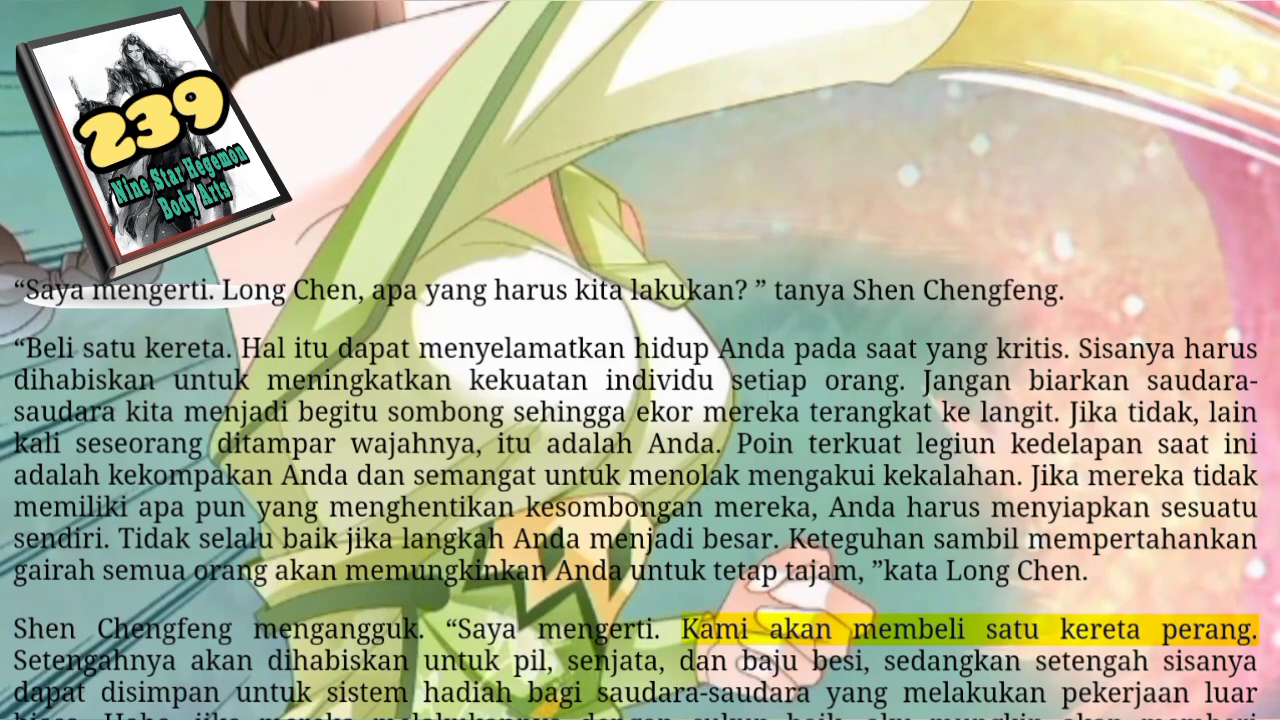 239
Nine Star Hegemon
Body Arts
“Saya mengerti. Long Chen, apa yang harus kita lakukan? ” tanya Shen Chengfeng.
“Beli satu kereta. Hal itu dapat menyelamatkan hidup Anda pada saat yang kritis. Sisanya harus
dihabiskan untuk meningkatkan kekuatan individu setiap orang. Jangan biarkan saudara-
saudara kita menjadi begitu sombong sehingga ekor mereka terangkat ke langit. Jika tidak, lain
kali seseorang ditampar wajahnya, itu adalah Anda. Poin terkuat legiun kedelapan saat ini
adalah kekompakan Anda dan semangat untuk menolak mengakui kekalahan. Jika mereka tidak
memiliki apa pun yang menghentikan kesombongan mereka, Anda harus menyiapkan sesuatu
sendiri. Tidak selalu baik jika langkah Anda menjadi besar. Keteguhan sambil mempertahankan
gairah semua orang akan memungkinkan Anda untuk tetap tajam, ”kata Long Chen.
Shen Chengfeng mengangguk. “Saya mengerti. Kami akan membeli satu kereta perang.
Setengahnya akan dihabiskan untuk pil, senjata, dan baju besi, sedangkan setengah sisanya
dapat disimpan untuk sistem hadiah bagi saudara-saudara yang melakukan pekerjaan luar